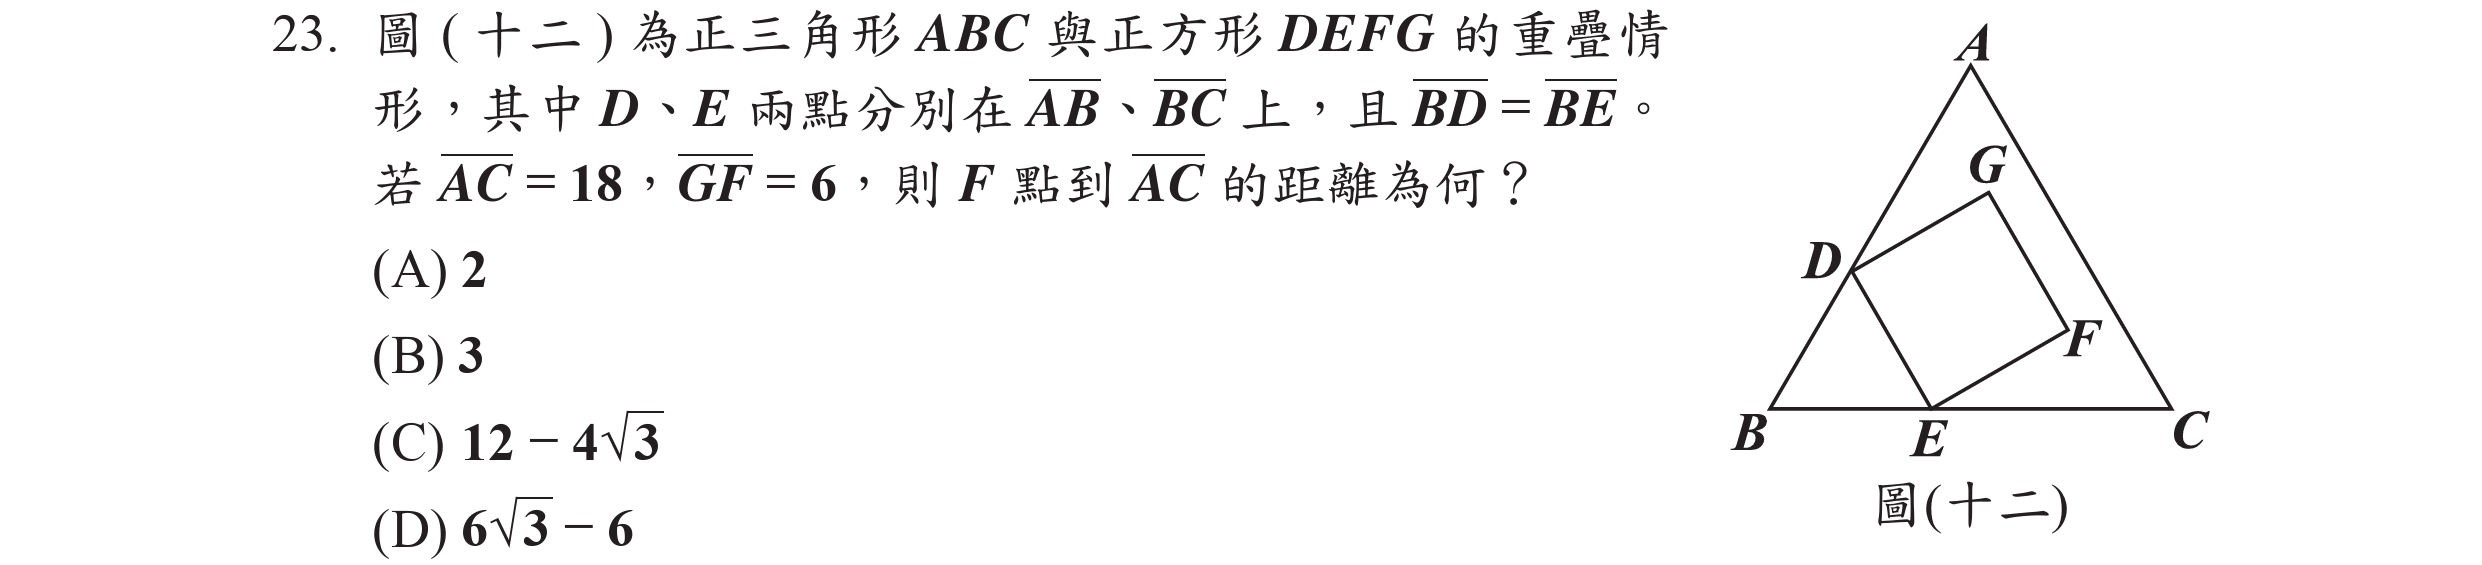 23. 圖(十二)為正三角形 ABC 與正方形 DEFG 的重疊情
形，其中 D、E 兩點分別在 \overline{AB}、\overline{BC} 上，且 \overline{BD} = \overline{BE}。
若 \overline{AC} = 18，\overline{GF} = 6，則 F 點到 \overline{AC} 的距離為何？
(A) 2
(B) 3
(C) 12 − 4√3
(D) 6√3 − 6
A
G
D
F
B
E
C
圖(十二)